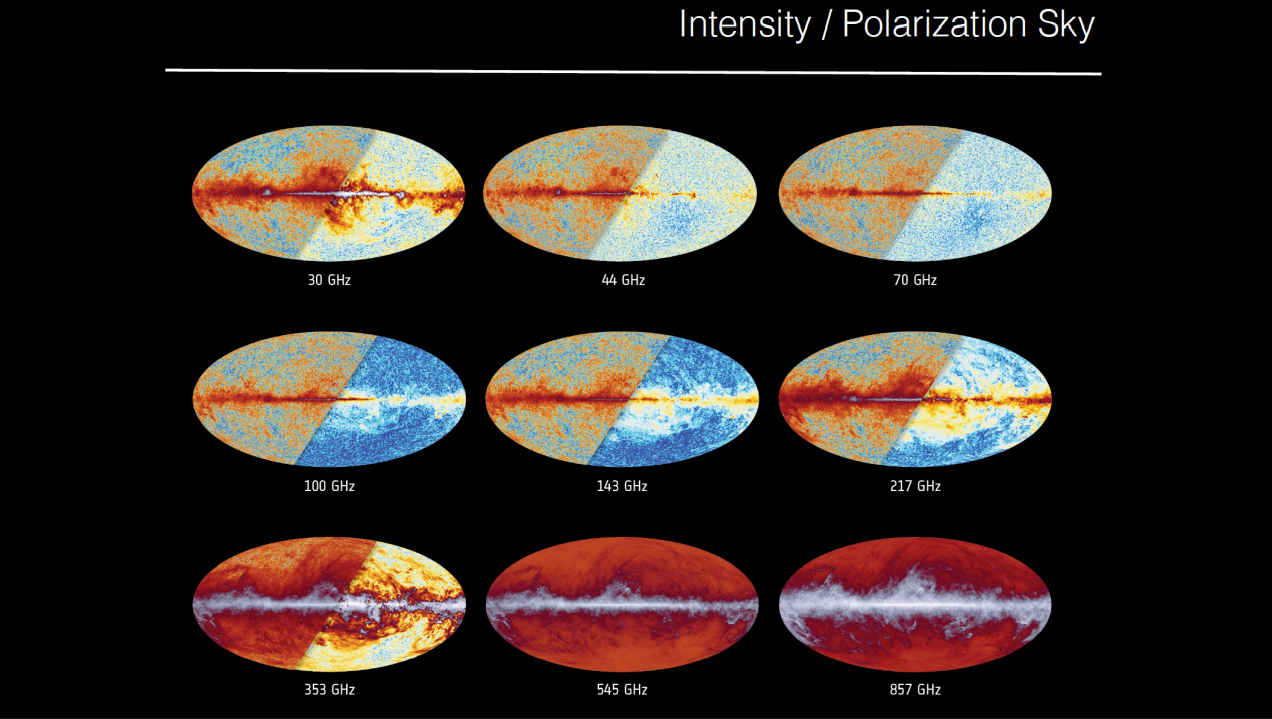 Intensity / Polarization Sky
30 GHz
44 GHz
70 GHz
100 GHz
143 GHz
217 GHz
353 GHz
545 GHz
857 GHz